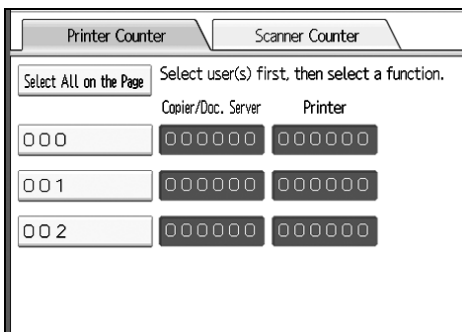 Printer Counter Scanner Counter
Select All on the Page Select user(s) first, then select a function.
Copier/Doc. Server Printer
000 000000 000000
001 000000 000000
002 000000 000000